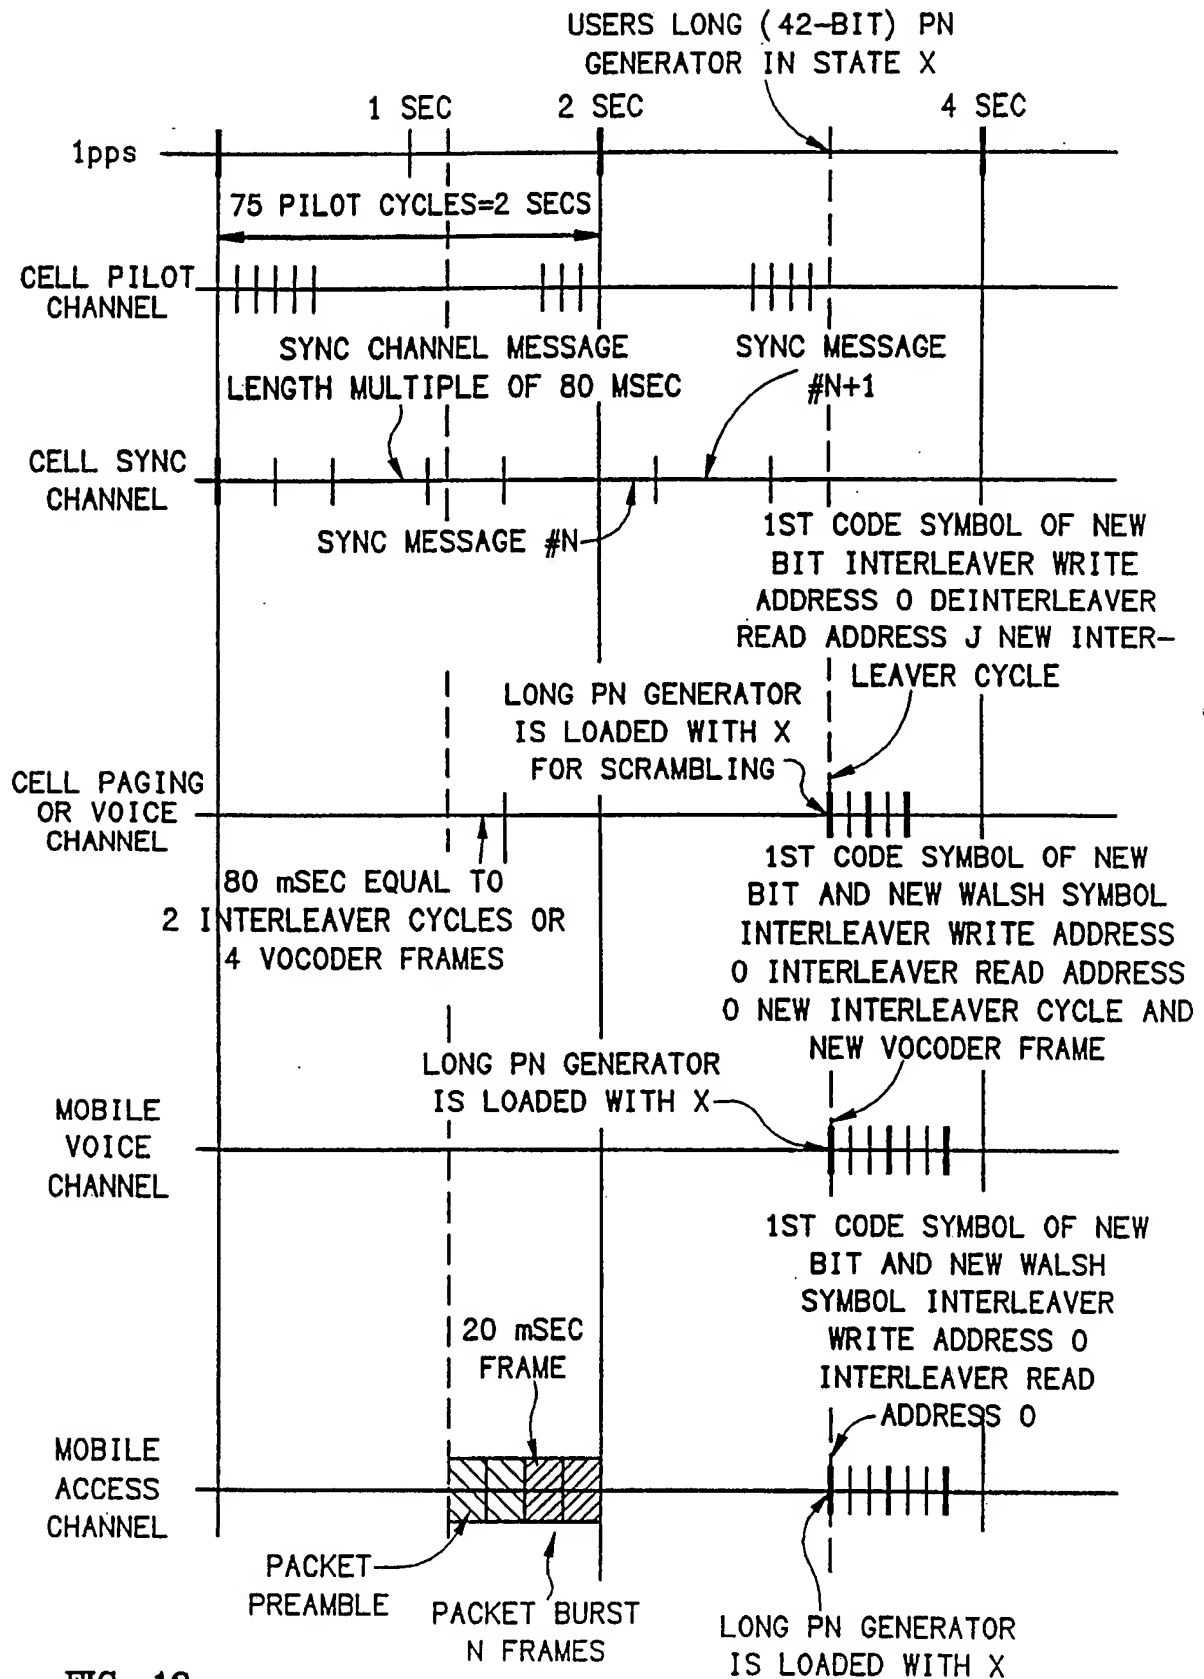 USERS LONG (42-BIT) PN
GENERATOR IN STATE X
1 SEC
2 SEC
4 SEC
1pps
75 PILOT CYCLES=2 SECS
CELL PILOT
CHANNEL
SYNC CHANNEL MESSAGE
LENGTH MULTIPLE OF 80 MSEC
SYNC MESSAGE
#N+1
CELL SYNC
CHANNEL
SYNC MESSAGE #N
1ST CODE SYMBOL OF NEW
BIT INTERLEAVER WRITE
ADDRESS 0 DEINTERLEAVER
READ ADDRESS J NEW INTER-
LEAVER CYCLE
LONG PN GENERATOR
IS LOADED WITH X
FOR SCRAMBLING
CELL PAGING
OR VOICE
CHANNEL
80 mSEC EQUAL TO
2 INTERLEAVER CYCLES OR
4 VOCODER FRAMES
1ST CODE SYMBOL OF NEW
BIT AND NEW WALSH SYMBOL
INTERLEAVER WRITE ADDRESS
0 INTERLEAVER READ ADDRESS
0 NEW INTERLEAVER CYCLE AND
NEW VOCODER FRAME
LONG PN GENERATOR
IS LOADED WITH X
MOBILE
VOICE
CHANNEL
1ST CODE SYMBOL OF NEW
BIT AND NEW WALSH
SYMBOL INTERLEAVER
WRITE ADDRESS 0
INTERLEAVER READ
ADDRESS 0
20 mSEC
FRAME
MOBILE
ACCESS
CHANNEL
PACKET
PREAMBLE
PACKET BURST
N FRAMES
LONG PN GENERATOR
IS LOADED WITH X